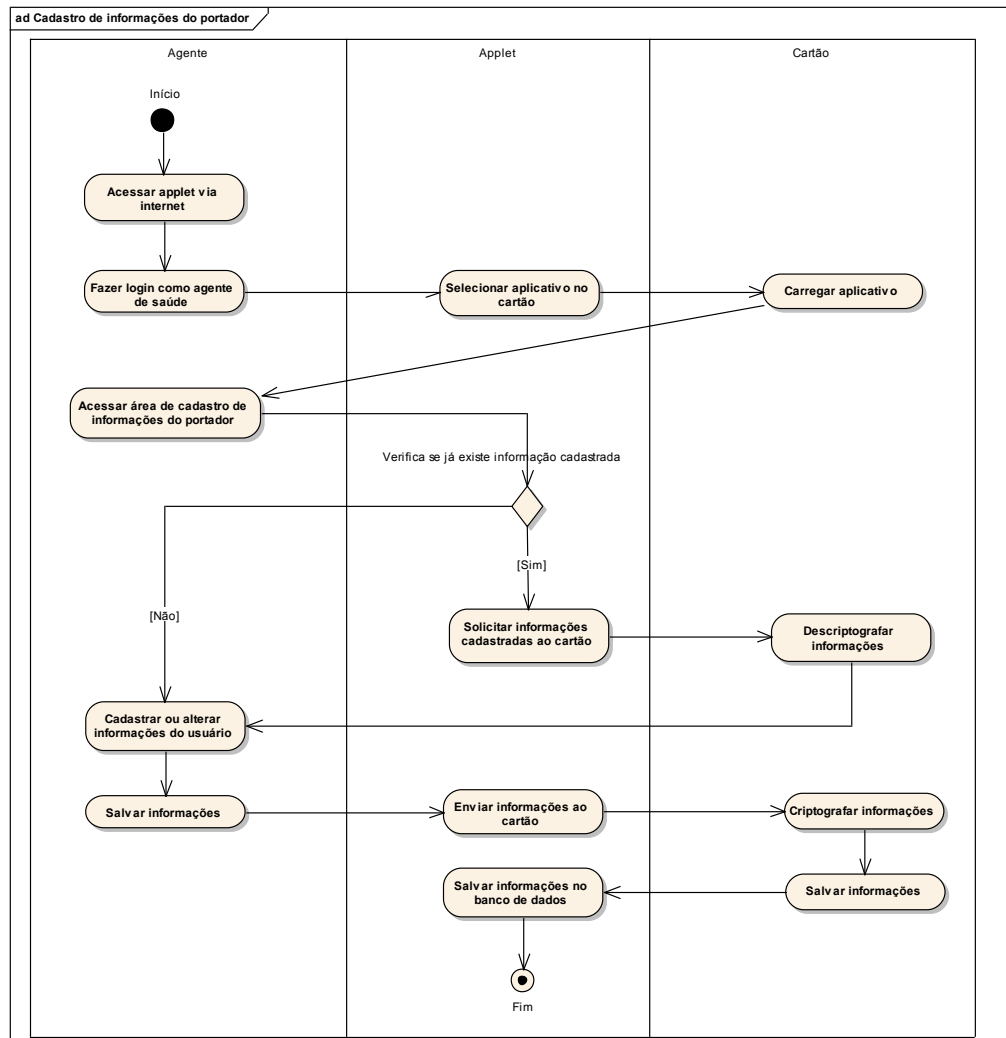 ad Cadastro de informações do portador
Agente
Applet
Cartão
Início
Acessar applet via
internet
Fazer login como agente
de saúde
Selecionar aplicativo no
cartão
Carregar aplicativo
Acessar área de cadastro de
informações do portador
Verifica se já existe informação cadastrada
[Sim]
[Não]
Solicitar informações
cadastradas ao cartão
Descriptografar
informações
Cadastrar ou alterar
informações do usuário
Salvar informações
Enviar informações ao
cartão
Criptografar informações
Salvar informações no
banco de dados
Salvar informações
Fim